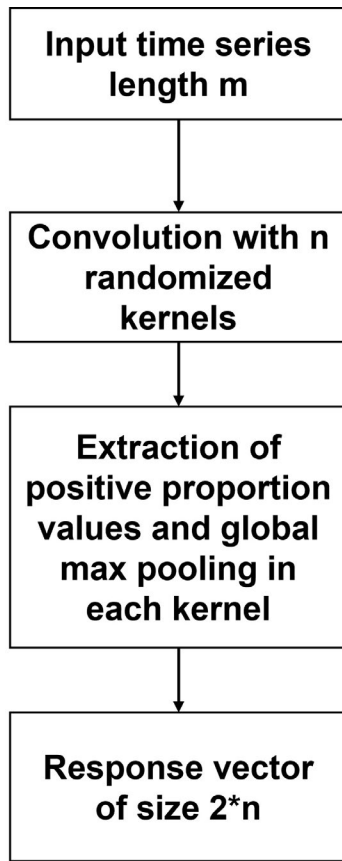 Input time series
length m
Convolution with n
randomized
kernels
Extraction of
positive proportion
values and global
max pooling in
each kernel
Response vector
of size 2*n